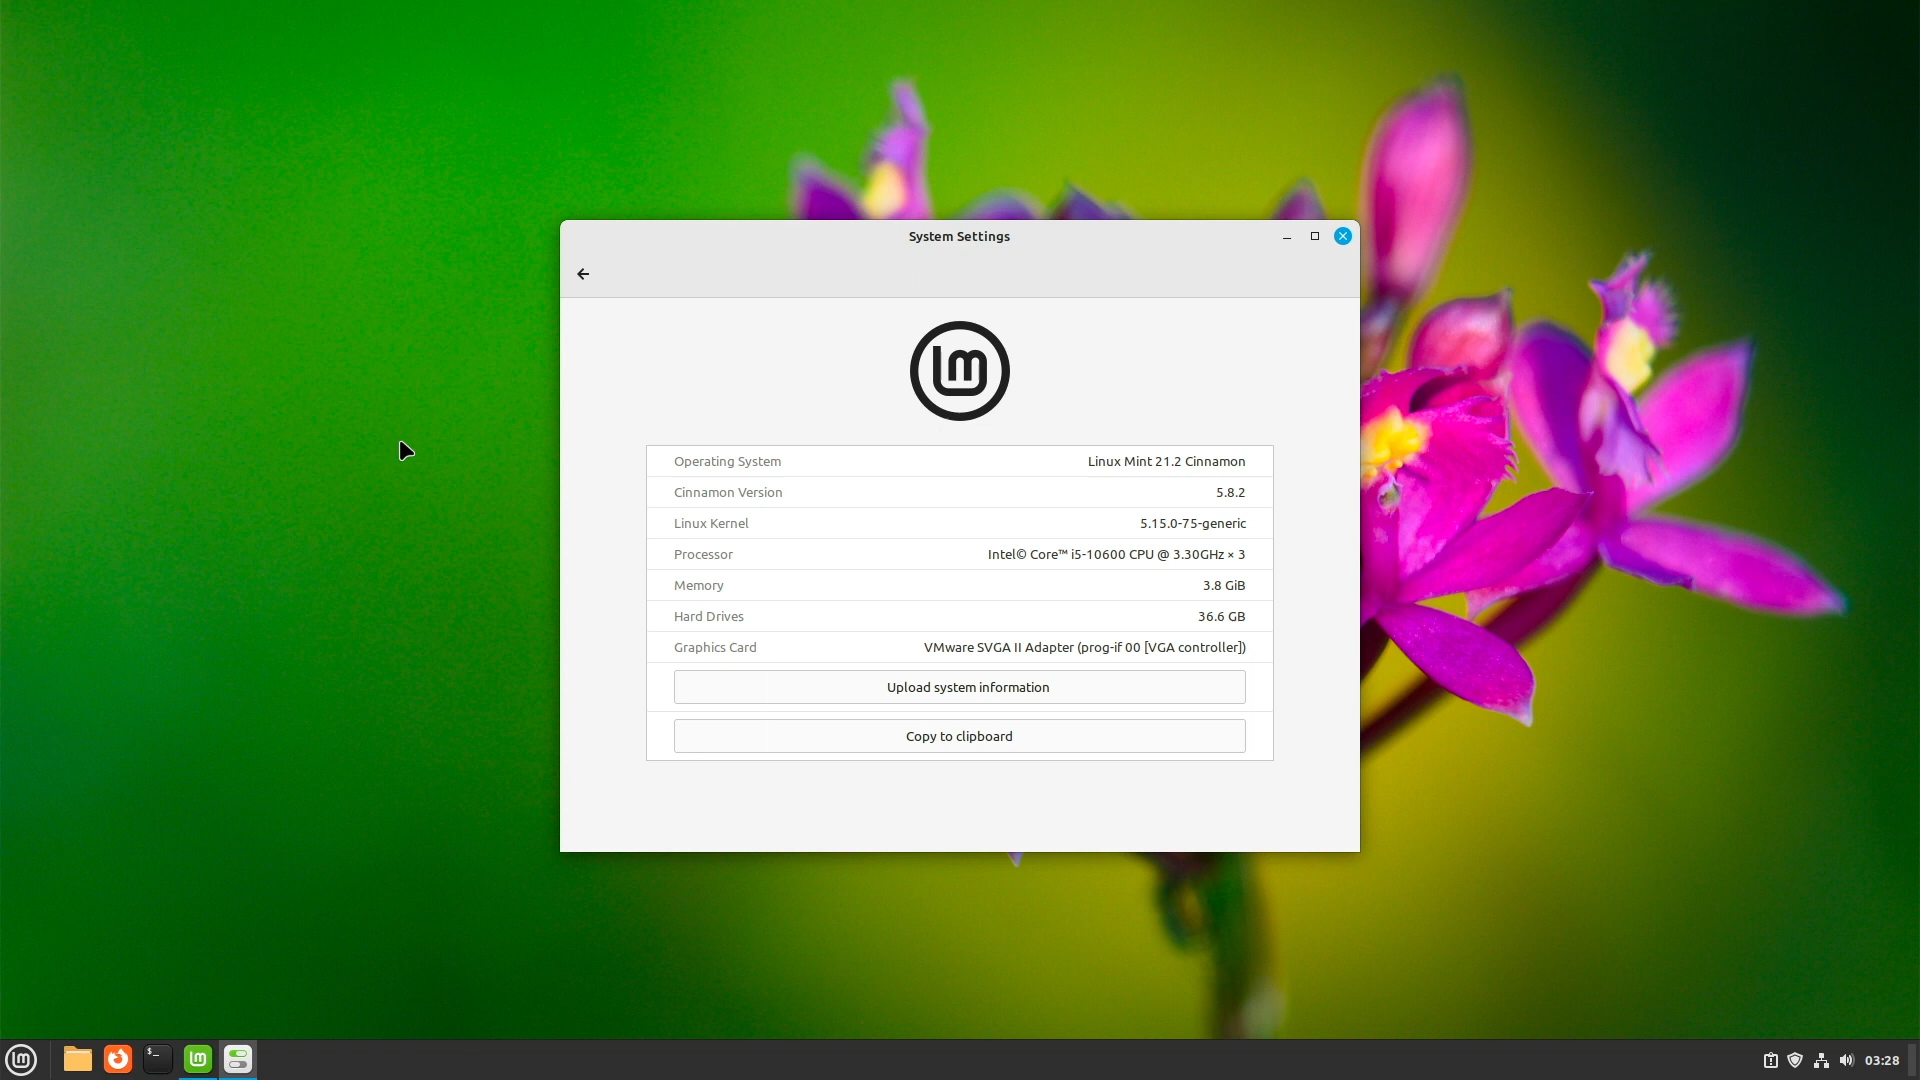 System Settings
Operating System Linux Mint 21.2 Cinnamon
Cinnamon Version 5.8.2
Linux Kernel 5.15.0-75-generic
Processor Intel© Core™ i5-10600 CPU @ 3.30GHz × 3
Memory 3.8 GiB
Hard Drives 36.6 GB
Graphics Card VMware SVGA II Adapter (prog-if 00 [VGA controller])
Upload system information
Copy to clipboard
03:28